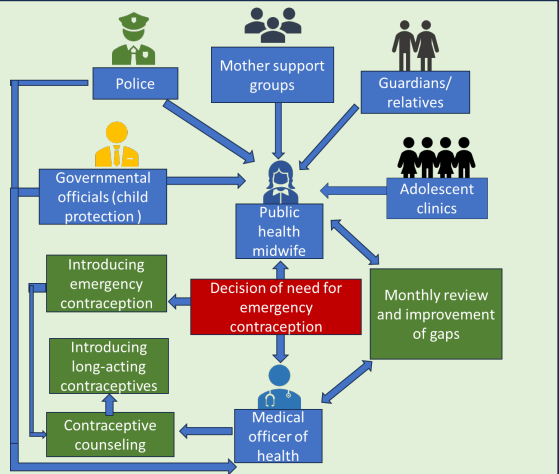 Police
Mother support
groups
Guardians/
relatives
Governmental
officials (child
protection )
Public
health
midwife
Adolescent
clinics
Introducing
emergency
contraception
Decision of need for
emergency
contraception
Monthly review
and improvement
of gaps
Introducing
long-acting
contraceptives
Contraceptive
counseling
Medical
officer of
health